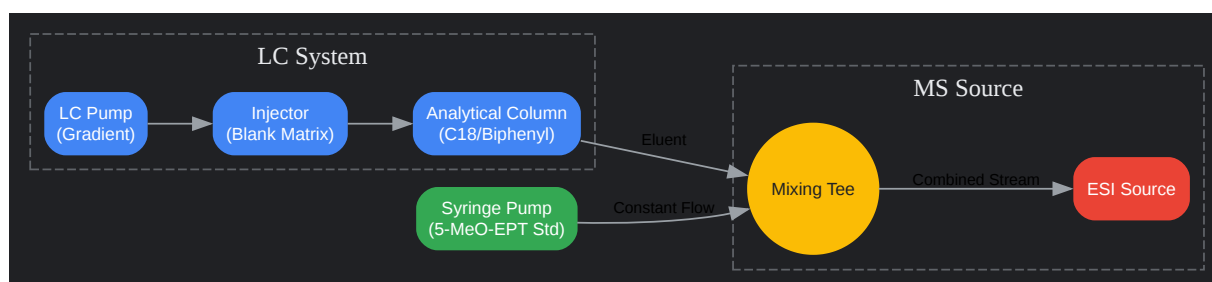 LC System
LC Pump
(Gradient)
Injector
(Blank Matrix)
Analytical Column
(C18/Biphenyl)
Eluent
Syringe Pump
(5-MeO-EPT Std)
Constant Flow
MS Source
Mixing Tee
Combined Stream
ESI Source